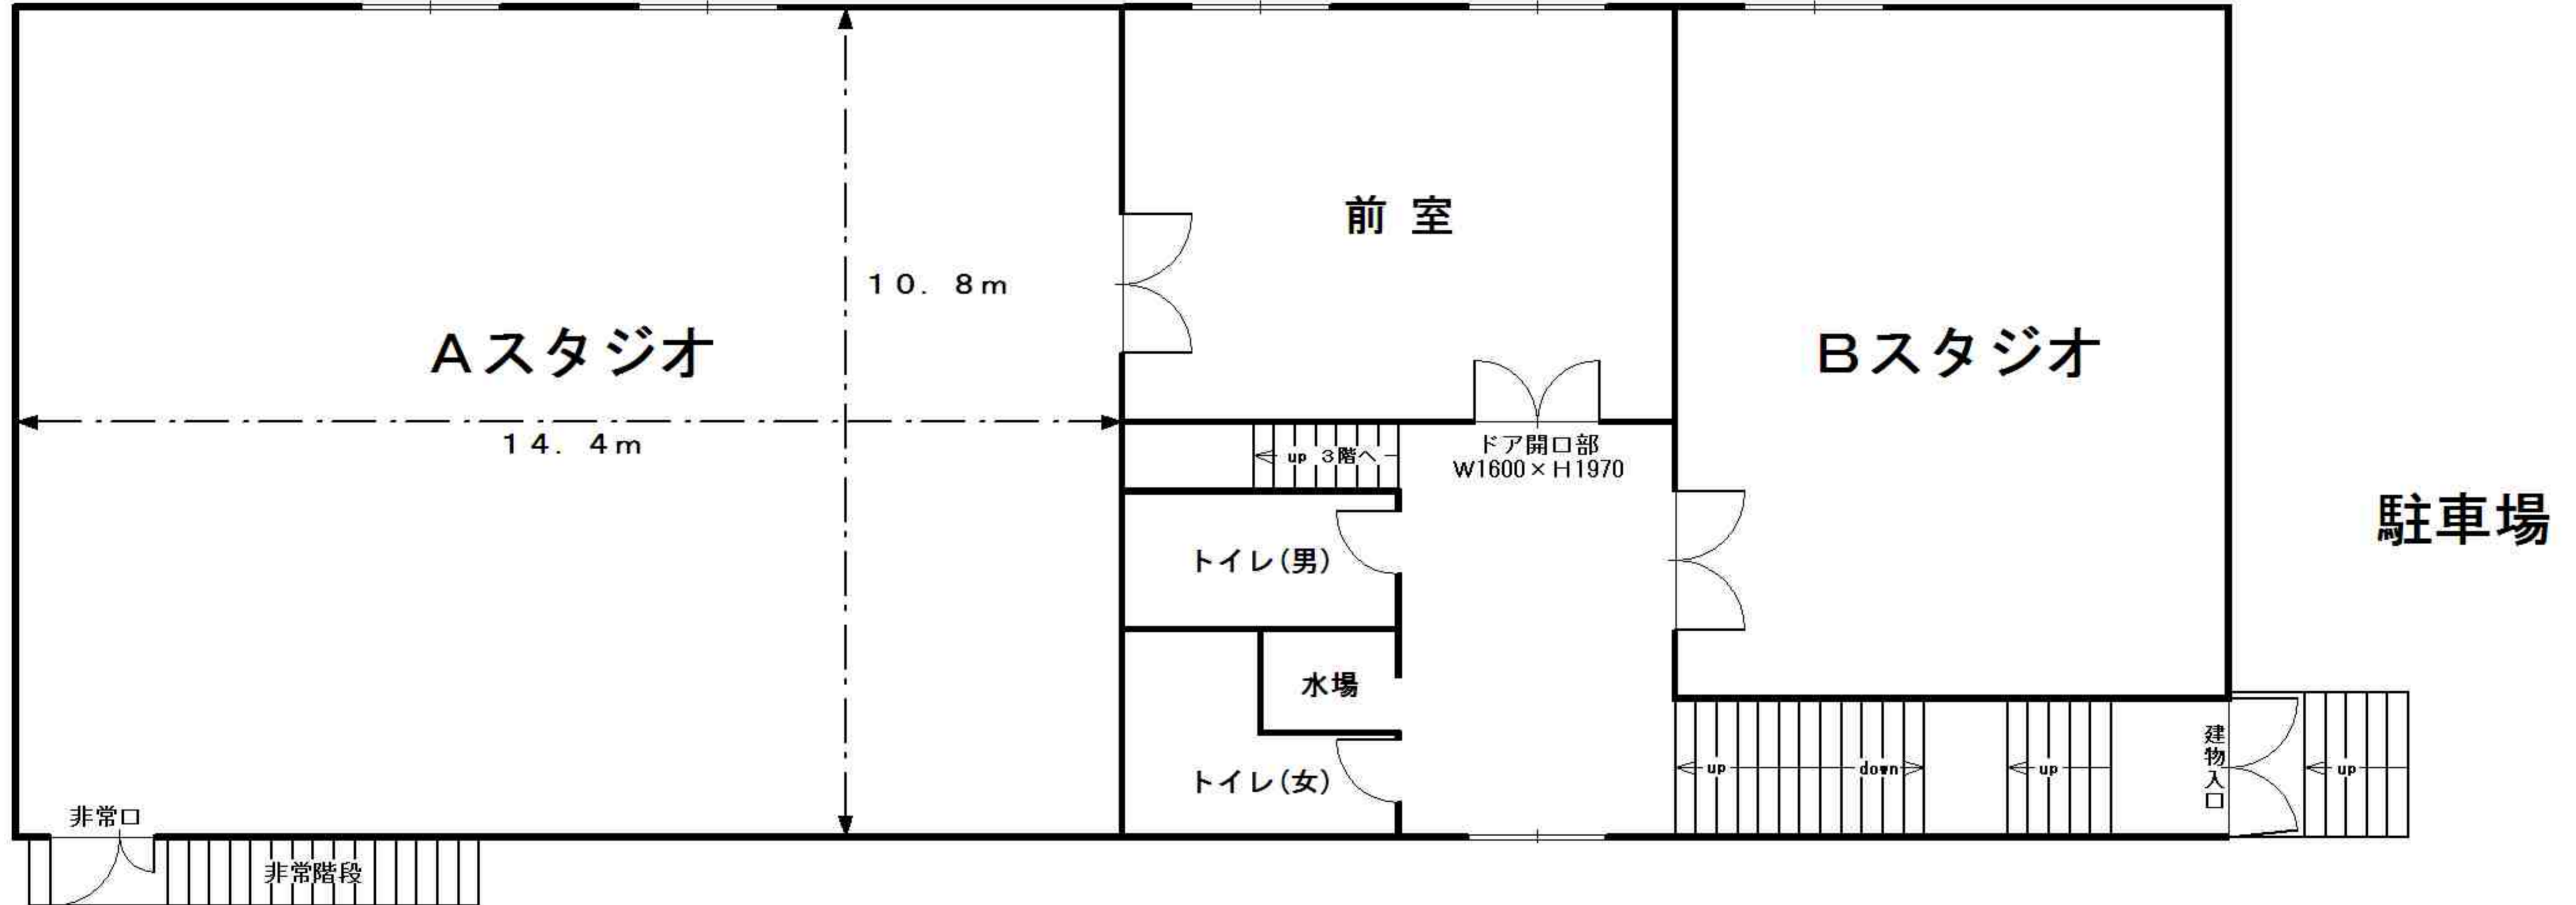 前 室
10.8m
Aスタジオ
Bスタジオ
14.4m
up 3階へ
ドア開口部
W1600×H1970
駐車場
トイレ(男)
水場
トイレ(女)
up
down
up
建物入口
up
非常口
非常階段